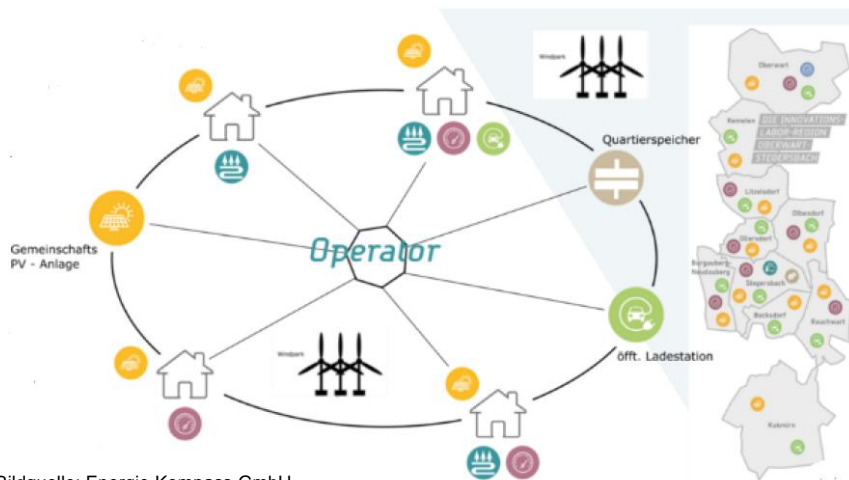 Windpark
Quartierspeicher
Operator
Gemeinschafts
PV - Anlage
Windpark
öfft. Ladestation
Oberwart
DIE INNOVATIONS-
LABOR-REGION
OBERWART-
STEGERSBACH
Kemeten
Litzelsdorf
Olbendorf
Ollersdorf
Burgauberg-
Neudauberg
Stegersbach
Bocksdorf
Rauchwart
Kukmirn
Bildquelle: Energie Kompass GmbH